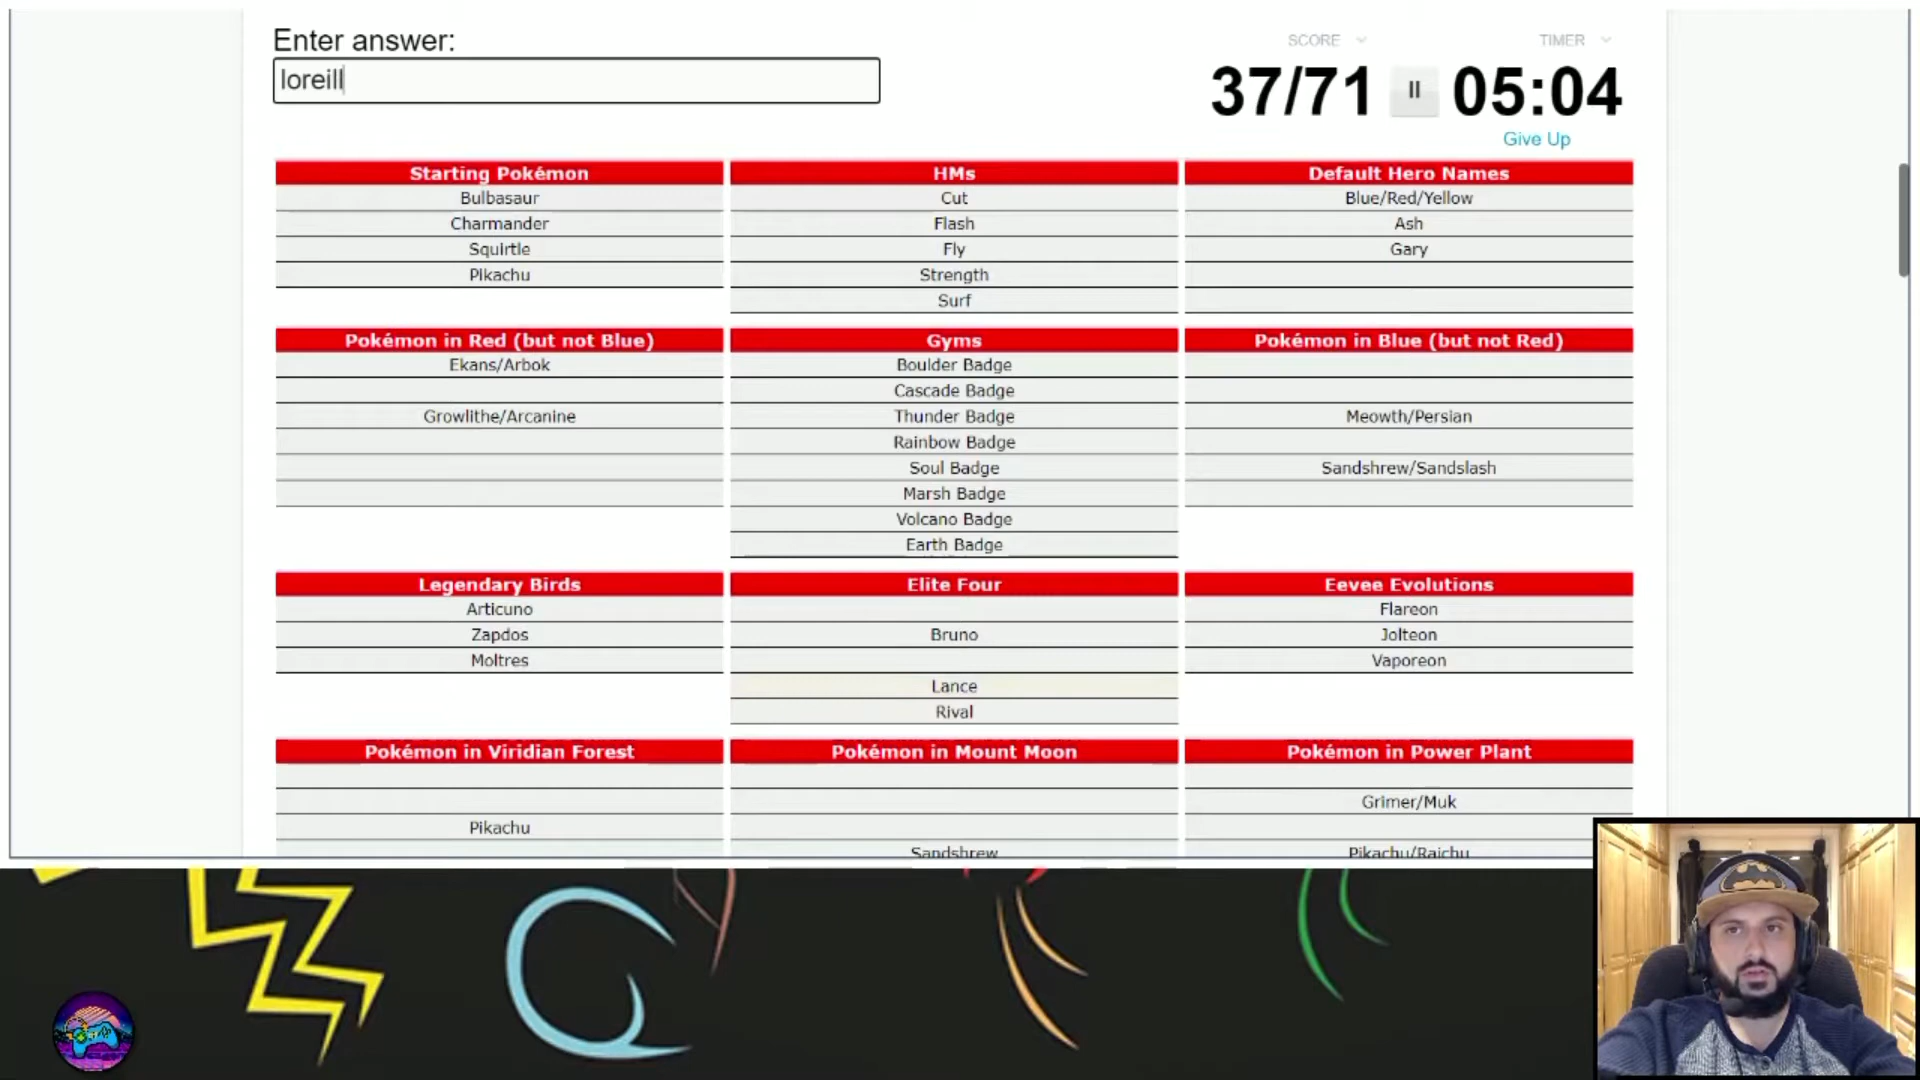 Enter answer:
loreill
SCORE
TIMER
37/71
05:04
Give Up
Starting Pokémon
Bulbasaur
Charmander
Squirtle
Pikachu
HMs
Cut
Flash
Fly
Strength
Surf
Default Hero Names
Blue/Red/Yellow
Ash
Gary
Pokémon in Red (but not Blue)
Ekans/Arbok
Growlithe/Arcanine
Gyms
Boulder Badge
Cascade Badge
Thunder Badge
Rainbow Badge
Soul Badge
Marsh Badge
Volcano Badge
Earth Badge
Pokémon in Blue (but not Red)
Meowth/Persian
Sandshrew/Sandslash
Legendary Birds
Articuno
Zapdos
Moltres
Elite Four
Bruno
Lance
Rival
Eevee Evolutions
Flareon
Jolteon
Vaporeon
Pokémon in Viridian Forest
Pikachu
Pokémon in Mount Moon
Sandshrew
Pokémon in Power Plant
Grimer/Muk
Pikachu/Raichu